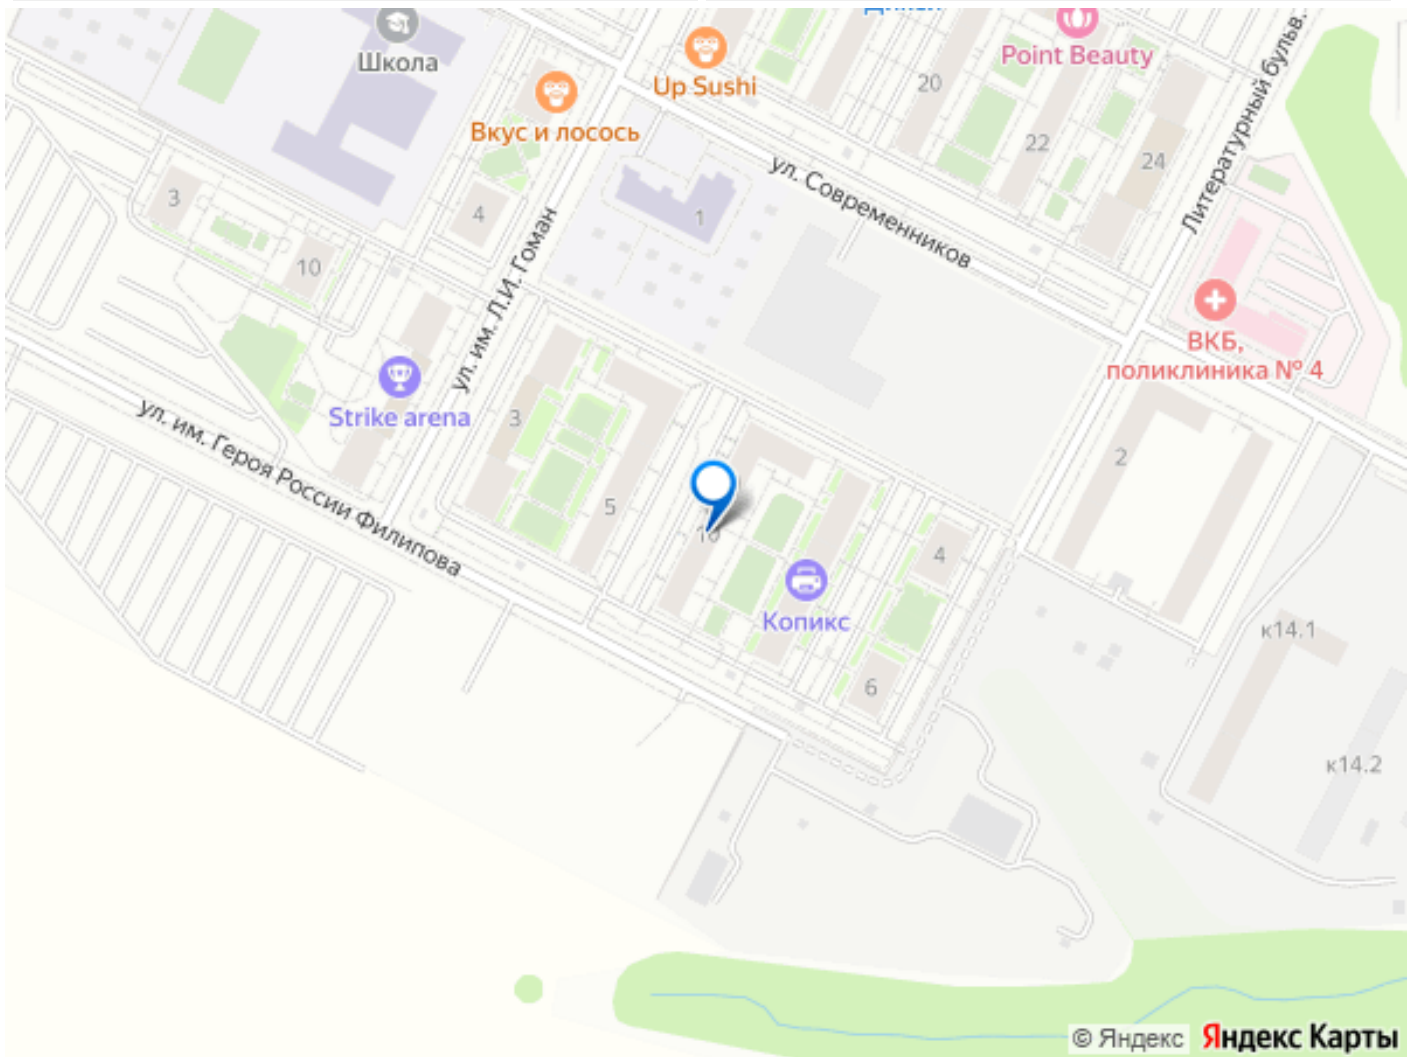 Школа
Up Sushi
Point Beauty
Вкус и лосось
20
22
24
3
4
1
10
ул. Современников
Литературный бульв.
ул. им. Л.И. Гоман
ВКБ,
поликлиника № 4
Strike arena
3
2
ул. им. Героя России Филипова
5
10
4
Копикс
6
к14.1
к14.2
© Яндекс Яндекс Карты